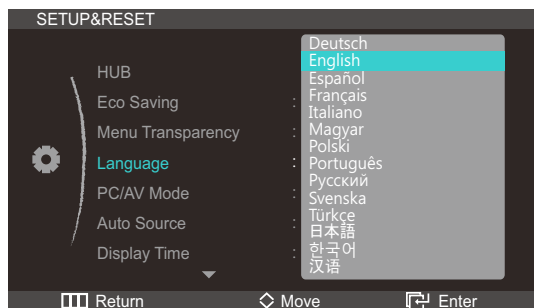 SETUP&RESET
HUB
Eco Saving :
Menu Transparency :
Language :
PC/AV Mode :
Auto Source :
Display Time :
Deutsch
English
Español
Français
Italiano
Magyar
Polski
Português
Русский
Svenska
Türkçe
日本語
한국어
汉语
Return Move Enter